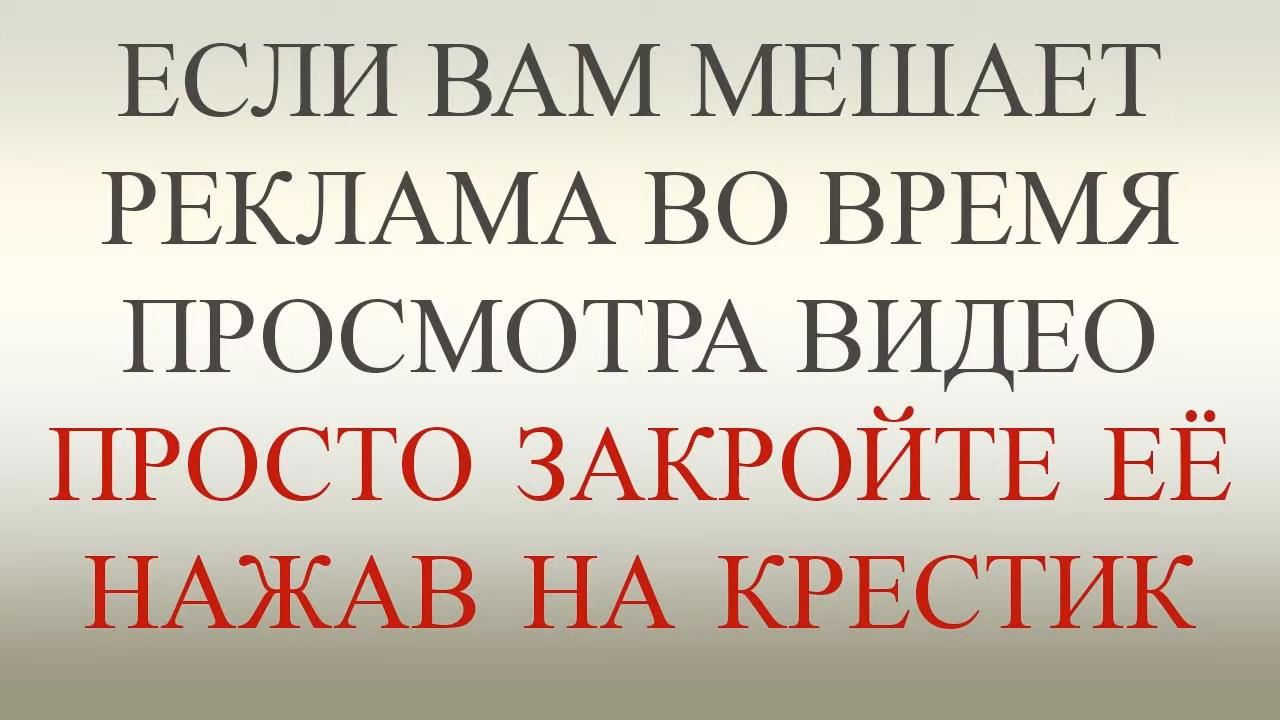 ЕСЛИ ВАМ МЕШАЕТ
РЕКЛАМА ВО ВРЕМЯ
ПРОСМОТРА ВИДЕО
ПРОСТО ЗАКРОЙТЕ ЕЁ
НАЖАВ НА КРЕСТИК